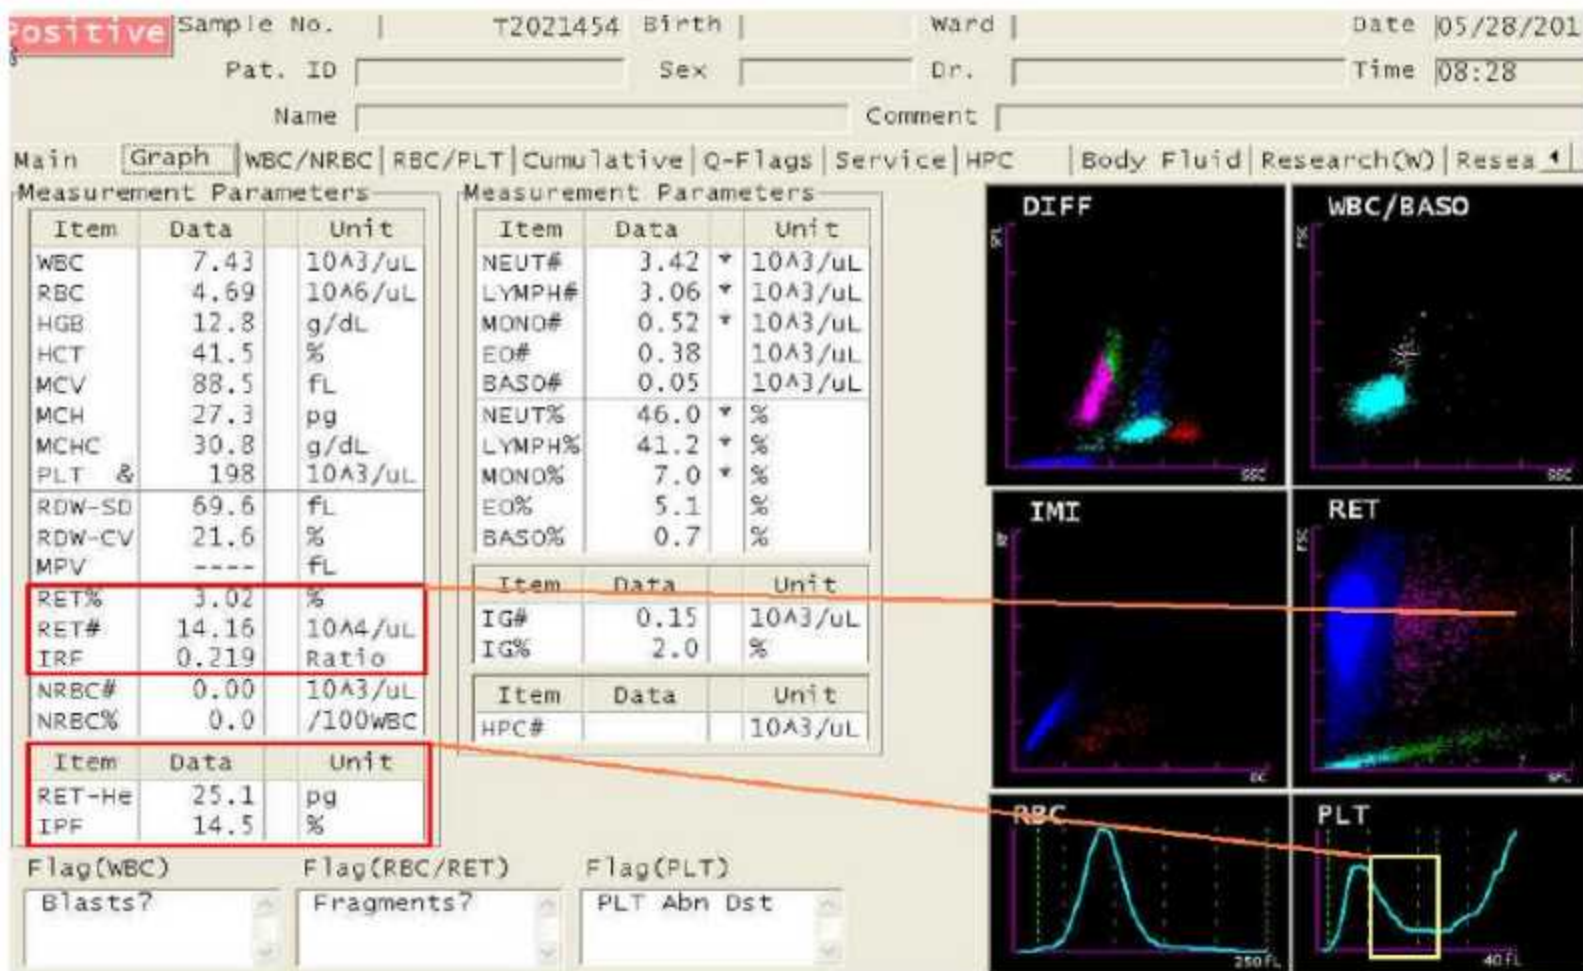 Positive Sample No. T2021454 Birth Ward Date 05/28/201
Pat. ID Sex Dr. Time 08:28
Name Comment
Main Graph WBC/NRBC RBC/PLT Cumulative Q-Flags Service HPC Body Fluid Research(W) Resea
Measurement Parameters
Item Data Unit
WBC 7.43 10^3/uL
RBC 4.69 10^6/uL
HGB 12.8 g/dL
HCT 41.5 %
MCV 88.5 fL
MCH 27.3 pg
MCHC 30.8 g/dL
PLT & 198 10^3/uL
RDW-SD 69.6 fL
RDW-CV 21.6 %
MPV ---- fL
RET% 3.02 %
RET# 14.16 10^4/uL
IRF 0.219 Ratio
NRBC# 0.00 10^3/uL
NRBC% 0.0 /100WBC
Item Data Unit
RET-He 25.1 pg
IPF 14.5 %
Measurement Parameters
Item Data Unit
NEUT# 3.42 * 10^3/uL
LYMPH# 3.06 * 10^3/uL
MONO# 0.52 * 10^3/uL
EO# 0.38 10^3/uL
BASO# 0.05 10^3/uL
NEUT% 46.0 * %
LYMPH% 41.2 * %
MONO% 7.0 * %
EO% 5.1 %
BASO% 0.7 %
Item Data Unit
IG# 0.15 10^3/uL
IG% 2.0 %
Item Data Unit
HPC# 10^3/uL
DIFF
SFL
SSC
WBC/BASO
FSC
SSC
IMI
RF
DC
RET
FSC
SFL
RBC
250fL
PLT
40fL
Flag(WBC) Flag(RBC/RET) Flag(PLT)
Blasts? Fragments? PLT Abn Dst